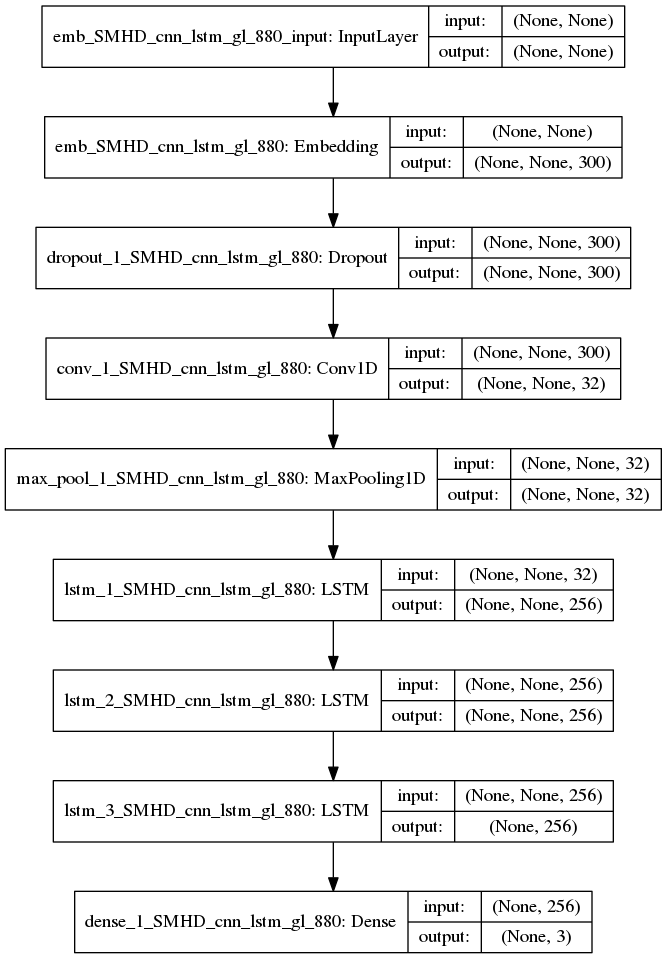 emb_SMHD_cnn_lstm_gl_880_input: InputLayer
input: (None, None)
output: (None, None)
emb_SMHD_cnn_lstm_gl_880: Embedding
input: (None, None)
output: (None, None, 300)
dropout_1_SMHD_cnn_lstm_gl_880: Dropout
input: (None, None, 300)
output: (None, None, 300)
conv_1_SMHD_cnn_lstm_gl_880: Conv1D
input: (None, None, 300)
output: (None, None, 32)
max_pool_1_SMHD_cnn_lstm_gl_880: MaxPooling1D
input: (None, None, 32)
output: (None, None, 32)
lstm_1_SMHD_cnn_lstm_gl_880: LSTM
input: (None, None, 32)
output: (None, None, 256)
lstm_2_SMHD_cnn_lstm_gl_880: LSTM
input: (None, None, 256)
output: (None, None, 256)
lstm_3_SMHD_cnn_lstm_gl_880: LSTM
input: (None, None, 256)
output: (None, 256)
dense_1_SMHD_cnn_lstm_gl_880: Dense
input: (None, 256)
output: (None, 3)